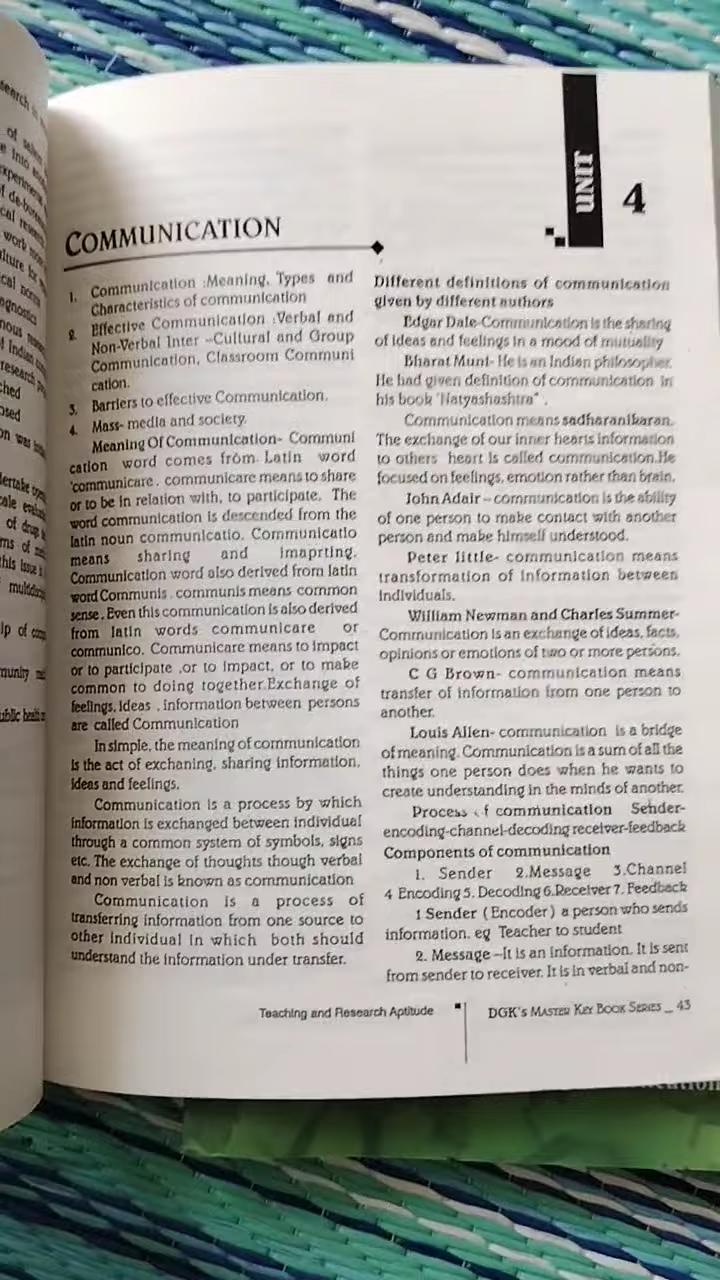 UNIT
4
COMMUNICATION
1. Communication :Meaning, Types and
Characteristics of communication
2. Effective Communication :Verbal and
Non-Verbal Inter -Cultural and Group
Communication, Classroom Communi
cation.
3. Barriers to effective Communication.
4. Mass- media and society.
Meaning Of Communication- Communi
cation word comes from Latin word
'communicare . communicare means to share
or to be in relation with, to participate. The
word communication is descended from the
latin noun communicatio. Communicatio
means sharing and imaprting.
Communication word also derived from latin
word Communis . communis means common
sense . Even this communication is also derived
from latin words communicare or
communico. Communicare means to impact
or to participate ,or to impact, or to make
common to doing together.Exchange of
feelings, ideas , information between persons
are called Communication
In simple, the meaning of communication
is the act of exchaning, sharing information,
ideas and feelings.
Communication is a process by which
information is exchanged between individual
through a common system of symbols, signs
etc. The exchange of thoughts though verbal
and non verbal is known as communication
Communication is a process of
transferring information from one source to
other individual in which both should
understand the information under transfer.
Different definitions of communication
given by different authors
Edgar Dale-Communication is the sharing
of ideas and feelings in a mood of mutuality
Bharat Muni- He is an Indian philosopher.
He had given definition of communication in
his book "Natyashashtra" .
Communication means sadharanikaran.
The exchange of our inner hearts information
to others heart is called communication.He
focused on feelings, emotion rather than brain.
John Adair – communication is the ability
of one person to make contact with another
person and make himself understood.
Peter little- communication means
transformation of information between
individuals.
William Newman and Charles Summer-
Communication is an exchange of ideas, facts,
opinions or emotions of two or more persons.
C G Brown- communication means
transfer of information from one person to
another.
Louis Allen- communication is a bridge
of meaning. Communication is a sum of all the
things one person does when he wants to
create understanding in the minds of another.
Process of communication Sender-
encoding-channel-decoding receiver-feedback
Components of communication
1. Sender 2.Message 3.Channel
4 Encoding 5. Decoding 6.Receiver 7. Feedback
1 Sender ( Encoder ) a person who sends
information. eg Teacher to student
2. Message –It is an information. It is sent
from sender to receiver. It is in verbal and non-
Teaching and Research Aptitude
DGK's MASTER KEY BOOK SERIES _ 43